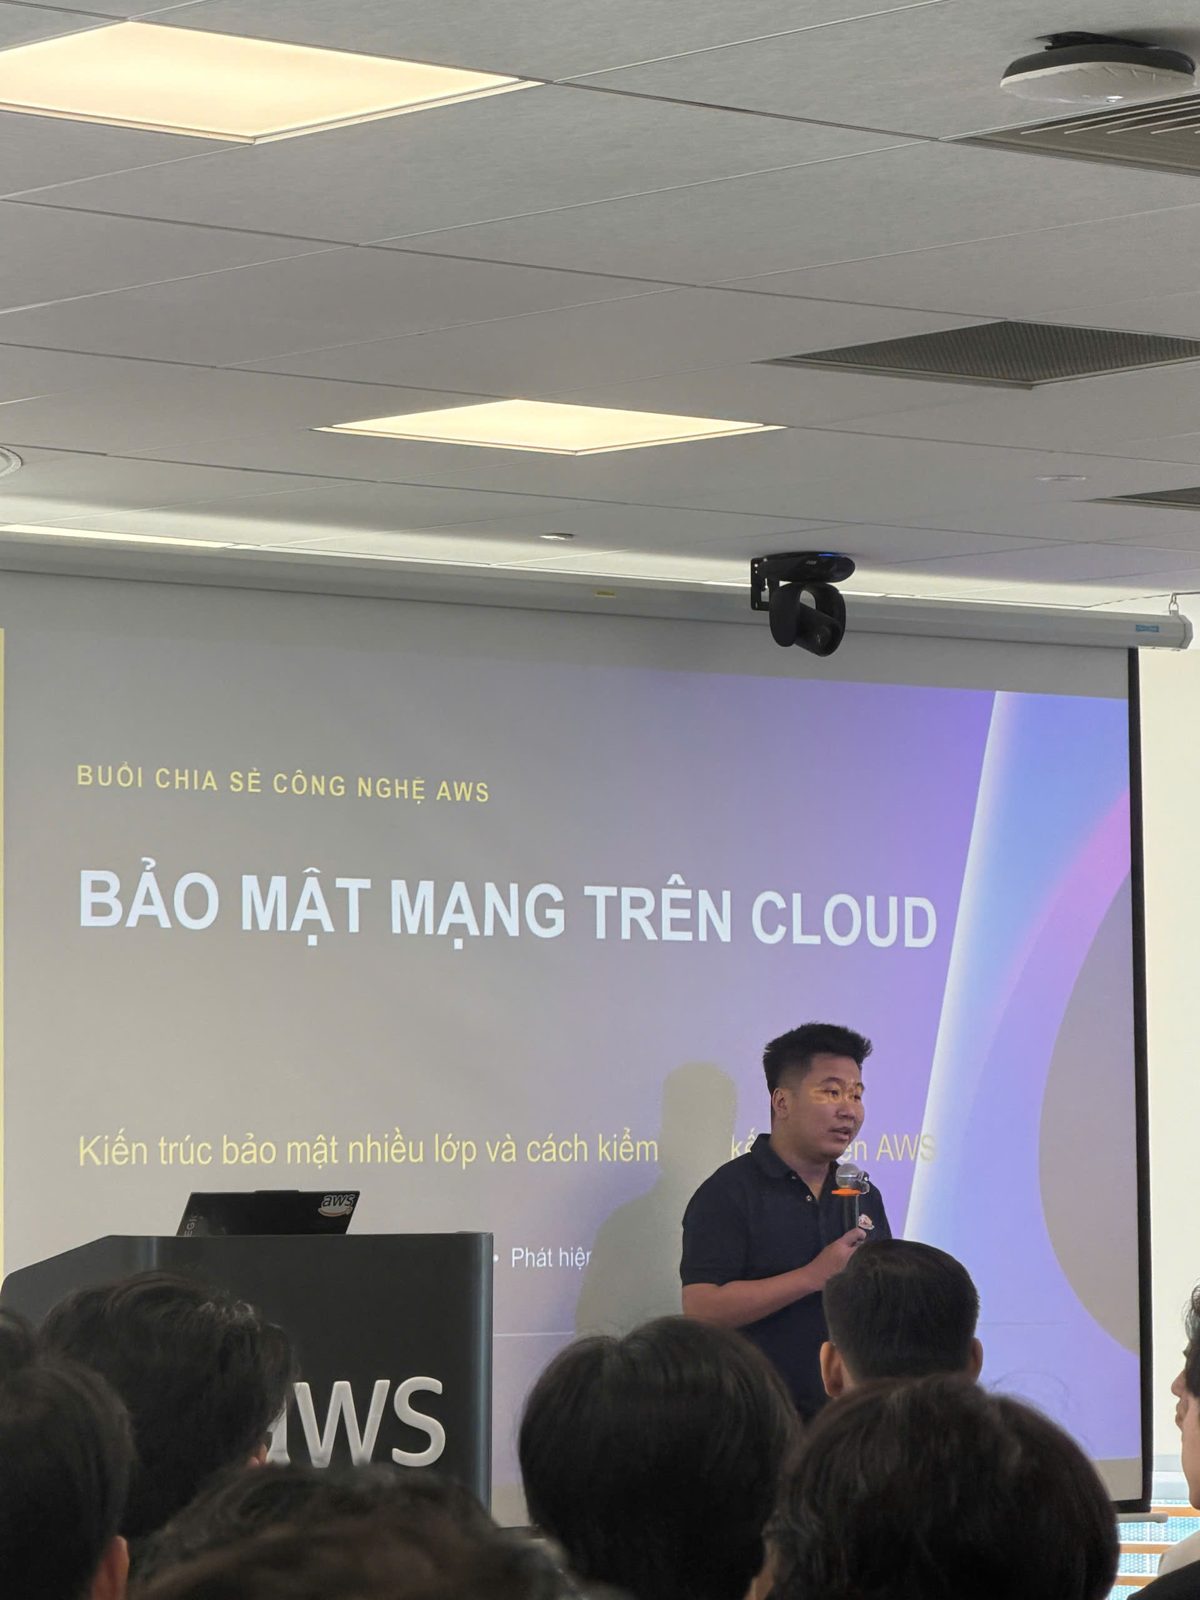 BUỔI CHIA SẺ CÔNG NGHỆ AWS
BẢO MẬT MẠNG TRÊN CLOUD
Kiến trúc bảo mật nhiều lớp và cách kiểm AWS
• Phát hiện
aws
aws